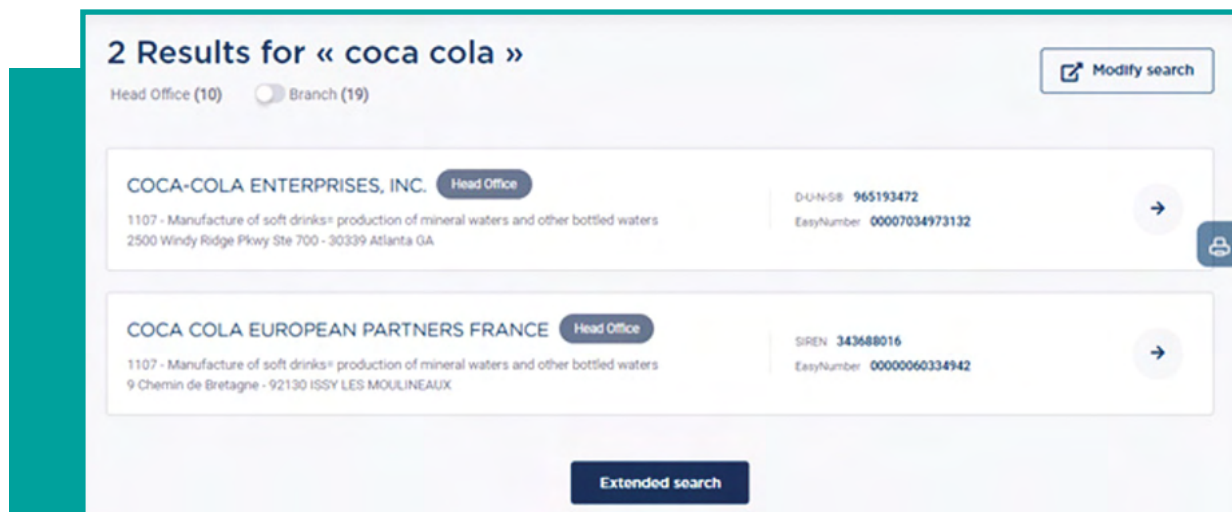 2 Results for « coca cola »
Modify search
Head Office (10) Branch (19)
COCA-COLA ENTERPRISES, INC. Head Office
1107 - Manufacture of soft drinks= production of mineral waters and other bottled waters
2500 Windy Ridge Pkwy Ste 700 - 30339 Atlanta GA
D-U-N-S® 965193472
EasyNumber 00007034973132
COCA COLA EUROPEAN PARTNERS FRANCE Head Office
1107 - Manufacture of soft drinks= production of mineral waters and other bottled waters
9 Chemin de Bretagne - 92130 ISSY LES MOULINEAUX
SIREN 343688016
EasyNumber 00000060334942
Extended search